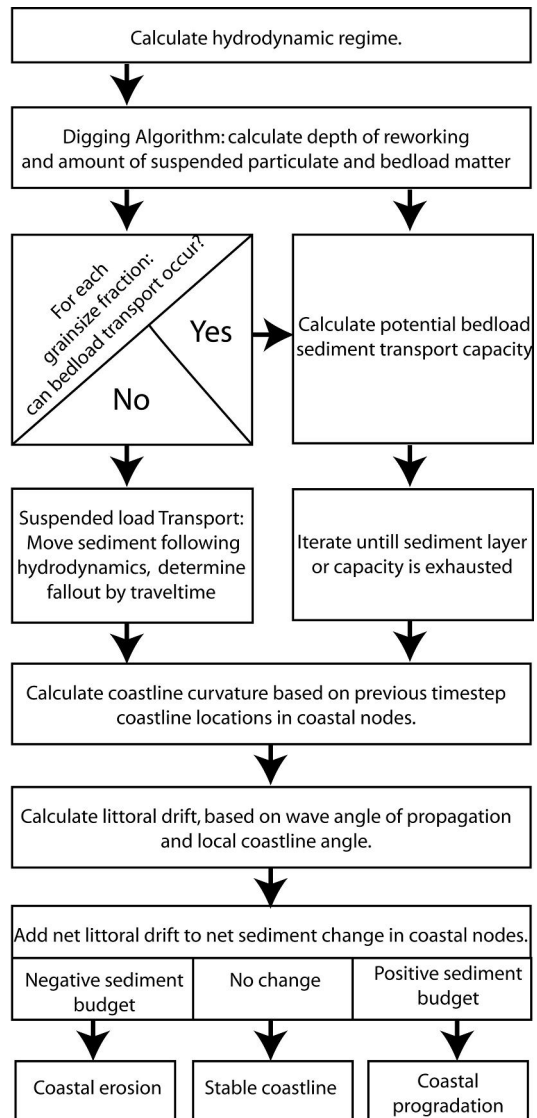 Calculate hydrodynamic regime.
Digging Algorithm: calculate depth of reworking
and amount of suspended particulate and bedload matter
For each
grainsize fraction:
can bedload transport occur?
Yes
No
Calculate potential bedload
sediment transport capacity
Suspended load Transport:
Move sediment following
hydrodynamics, determine
fallout by traveltime
Iterate untill sediment layer
or capacity is exhausted
Calculate coastline curvature based on previous timestep
coastline locations in coastal nodes.
Calculate littoral drift, based on wave angle of propagation
and local coastline angle.
Add net littoral drift to net sediment change in coastal nodes.
Negative sediment
budget
No change
Positive sediment
budget
Coastal erosion
Stable coastline
Coastal
progradation